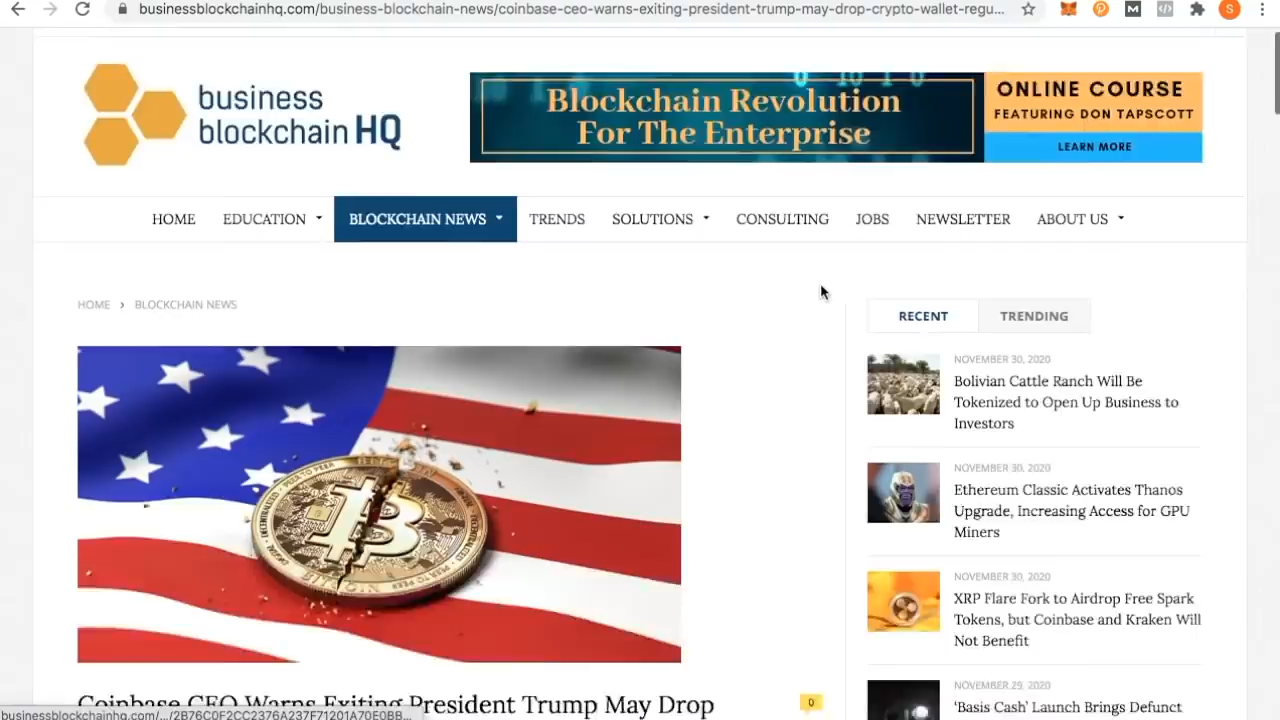 businessblockchainhq.com/business-blockchain-news/coinbase-ceo-warns-exiting-president-trump-may-drop-crypto-wallet-regu...
S
business
blockchain HQ
Blockchain Revolution
For The Enterprise
ONLINE COURSE
FEATURING DON TAPSCOTT
LEARN MORE
HOME EDUCATION BLOCKCHAIN NEWS TRENDS SOLUTIONS CONSULTING JOBS NEWSLETTER ABOUT US
HOME › BLOCKCHAIN NEWS
RECENT TRENDING
NOVEMBER 30, 2020
Bolivian Cattle Ranch Will Be
Tokenized to Open Up Business to
Investors
NOVEMBER 30, 2020
Ethereum Classic Activates Thanos
Upgrade, Increasing Access for GPU
Miners
NOVEMBER 30, 2020
XRP Flare Fork to Airdrop Free Spark
Tokens, but Coinbase and Kraken Will
Not Benefit
NOVEMBER 29, 2020
'Basis Cash' Launch Brings Defunct
Coinbase CEO Warns Exiting President Trump May Drop
0
businessblockchainhq.com/.../2B76C0F2CC2376A237F71201A70E0BB...